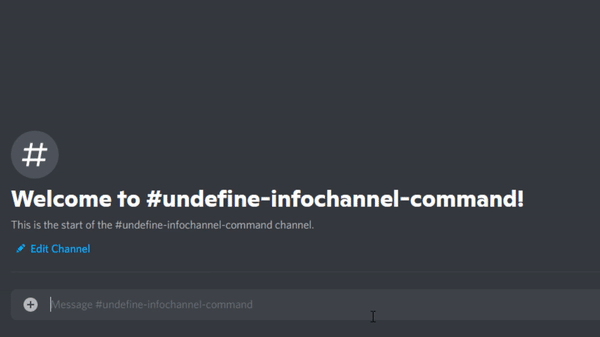 #
Welcome to #undefine-infochannel-command!
This is the start of the #undefine-infochannel-command channel.
Edit Channel
Message #undefine-infochannel-command